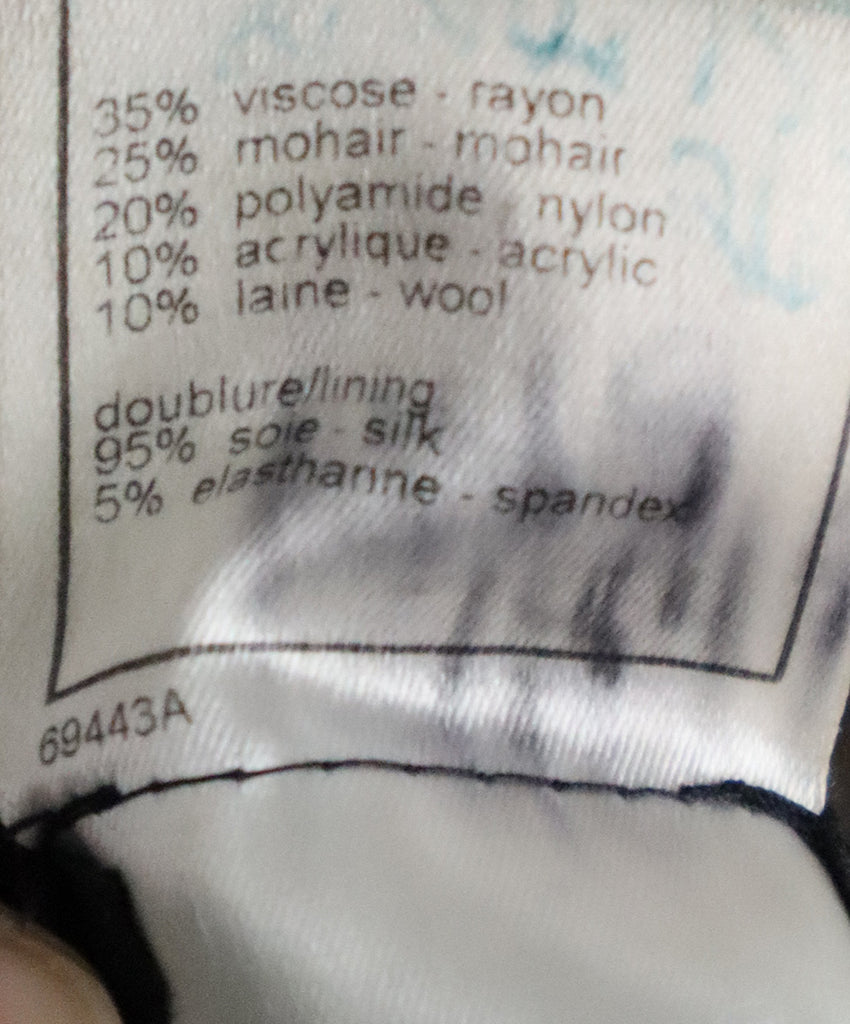 35% viscose - rayon
25% mohair - mohair
20% polyamide - nylon
10% acrylique - acrylic
10% laine - wool
doublure/lining
95% soie - silk
5% elasthanne - spandex
69443A